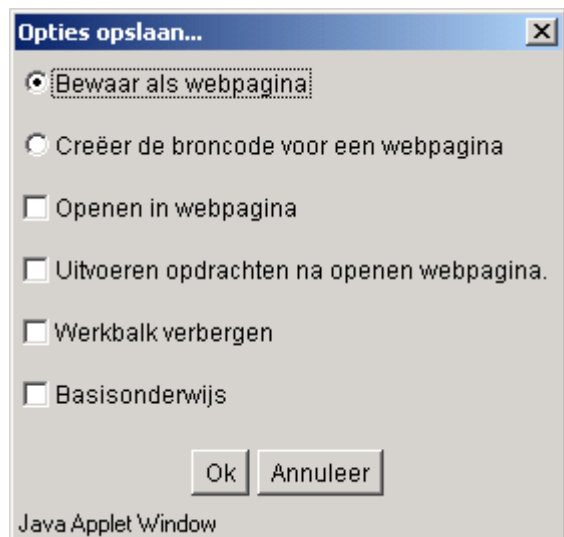 Opties opslaan...
Bewaar als webpagina
Creëer de broncode voor een webpagina
Openen in webpagina
Uitvoeren opdrachten na openen webpagina.
Werkbalk verbergen
Basisonderwijs
Ok Annuleer
Java Applet Window